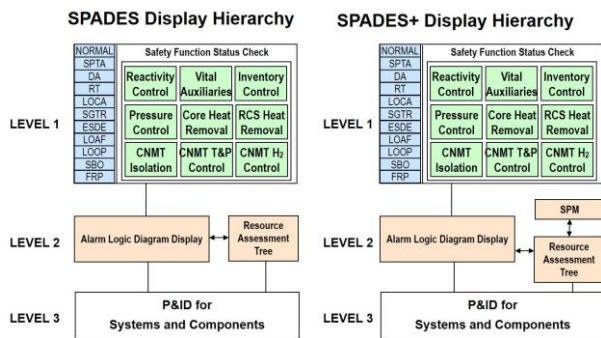 SPADES Display Hierarchy
LEVEL 1
NORMAL
SPTA
DA
RT
LOCA
SGTR
ESDE
LOAF
LOOP
SBO
FRP
Safety Function Status Check
Reactivity
Control
Vital
Auxiliaries
Inventory
Control
Pressure
Control
Core Heat
Removal
RCS Heat
Removal
CNMT
Isolation
CNMT T&P
Control
CNMT H₂
Control
LEVEL 2
Alarm Logic Diagram Display
Resource
Assessment
Tree
LEVEL 3
P&ID for
Systems and Components
SPADES+ Display Hierarchy
LEVEL 1
NORMAL
SPTA
DA
RT
LOCA
SGTR
ESDE
LOAF
LOOP
SBO
FRP
Safety Function Status Check
Reactivity
Control
Vital
Auxiliaries
Inventory
Control
Pressure
Control
Core Heat
Removal
RCS Heat
Removal
CNMT
Isolation
CNMT T&P
Control
CNMT H₂
Control
LEVEL 2
Alarm Logic Diagram Display
SPM
Resource
Assessment
Tree
LEVEL 3
P&ID for
Systems and Components